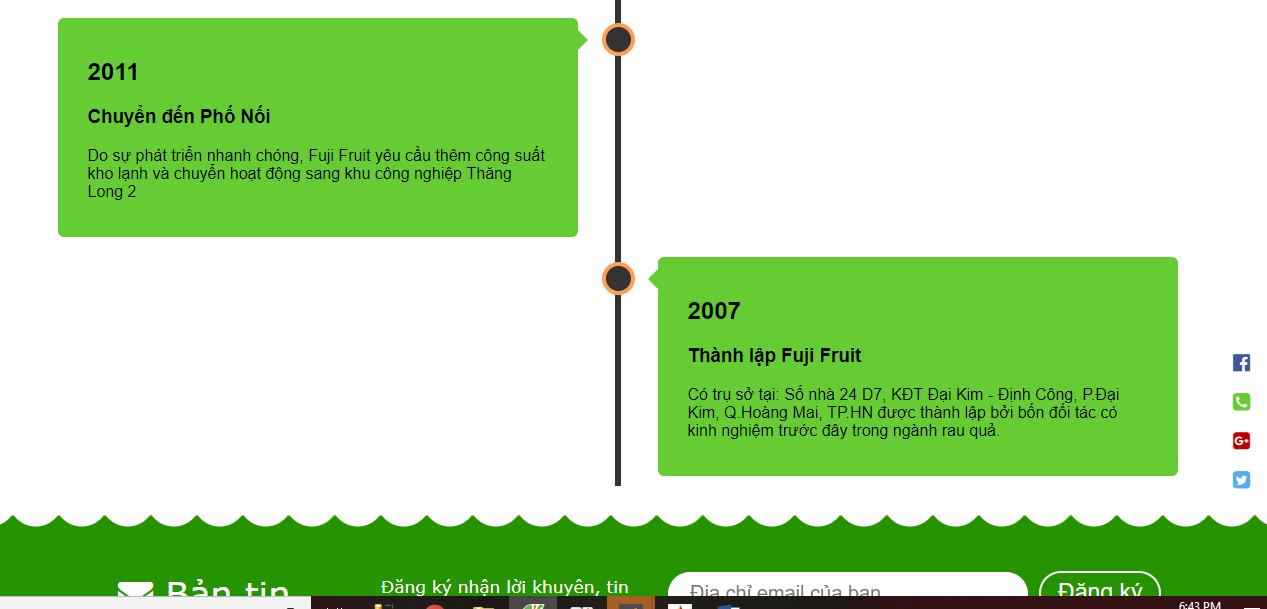 2011
Chuyển đến Phố Nối
Do sự phát triển nhanh chóng, Fuji Fruit yêu cầu thêm công suất
kho lạnh và chuyển hoạt động sang khu công nghiệp Thăng
Long 2
2007
Thành lập Fuji Fruit
Có trụ sở tại: Số nhà 24 D7, KĐT Đại Kim - Định Công, P.Đại
Kim, Q.Hoàng Mai, TP.HN được thành lập bởi bốn đối tác có
kinh nghiệm trước đây trong ngành rau quả.
G+
Bản tin
Đăng ký nhận lời khuyên, tin
Địa chỉ email của bạn
Đăng ký
6:43 PM